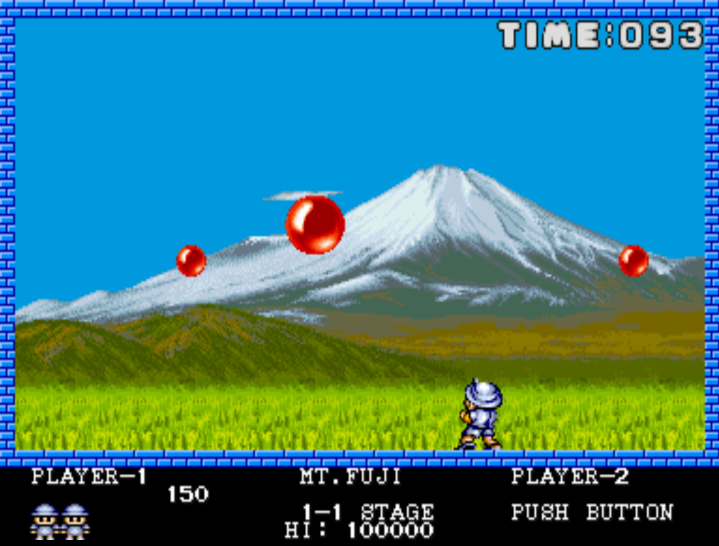 TIME:093
PLAYER-1 MT.FUJI PLAYER-2
150
1-1 STAGE PUSH BUTTON
HI: 100000